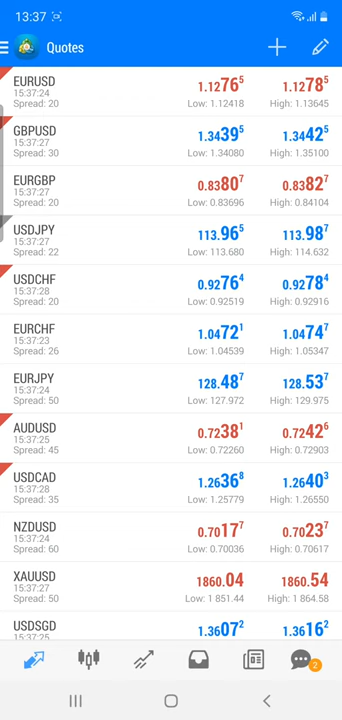 13:37
Quotes
EURUSD
15:37:24
Spread: 20
1.12765 1.12785
Low: 1.12418 High: 1.13645
GBPUSD
15:37:27
Spread: 30
1.34395 1.34425
Low: 1.34080 High: 1.35100
EURGBP
15:37:27
Spread: 20
0.83807 0.83827
Low: 0.83696 High: 0.84104
USDJPY
15:37:27
Spread: 22
113.965 113.987
Low: 113.680 High: 114.632
USDCHF
15:37:28
Spread: 20
0.92764 0.92784
Low: 0.92519 High: 0.92916
EURCHF
15:37:23
Spread: 26
1.04721 1.04747
Low: 1.04539 High: 1.05347
EURJPY
15:37:24
Spread: 50
128.487 128.537
Low: 127.972 High: 129.975
AUDUSD
15:37:25
Spread: 45
0.72381 0.72426
Low: 0.72260 High: 0.72903
USDCAD
15:37:28
Spread: 35
1.26368 1.26403
Low: 1.25779 High: 1.26550
NZDUSD
15:37:24
Spread: 60
0.70177 0.70237
Low: 0.70036 High: 0.70617
XAUUSD
15:37:27
Spread: 50
1860.04 1860.54
Low: 1 851.44 High: 1 864.58
USDSGD
15:37:25
1.36072 1.36162
2